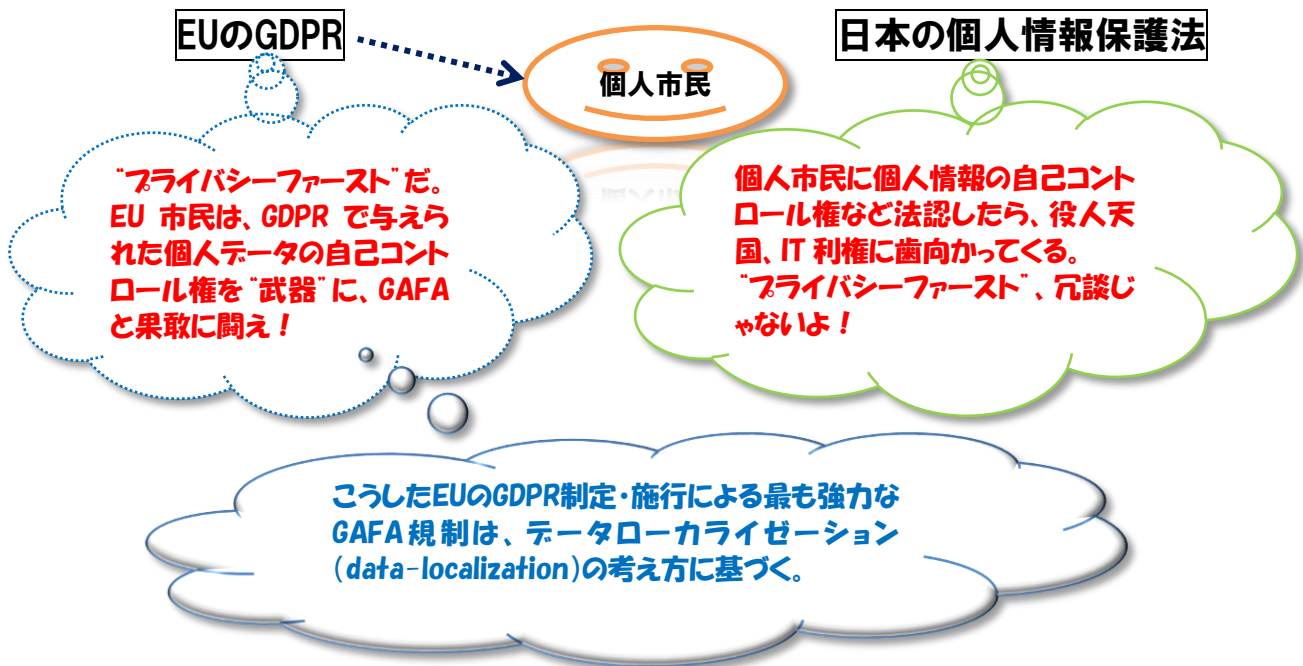 EUのGDPR
個人市民
日本の個人情報保護法
“プライバシーファースト”だ。
EU 市民は、GDPR で与えら
れた個人データの自己コント
ロール権を“武器”に、GAFA
と果敢に闘え！
個人市民に個人情報の自己コント
ロール権など法認したら、役人天
国、IT 利権に歯向かってくる。
“プライバシーファースト”、冗談じ
ゃないよ！
こうしたEUのGDPR制定・施行による最も強力な
GAFA規制は、データローカライゼーション
(data-localization)の考え方に基づく。